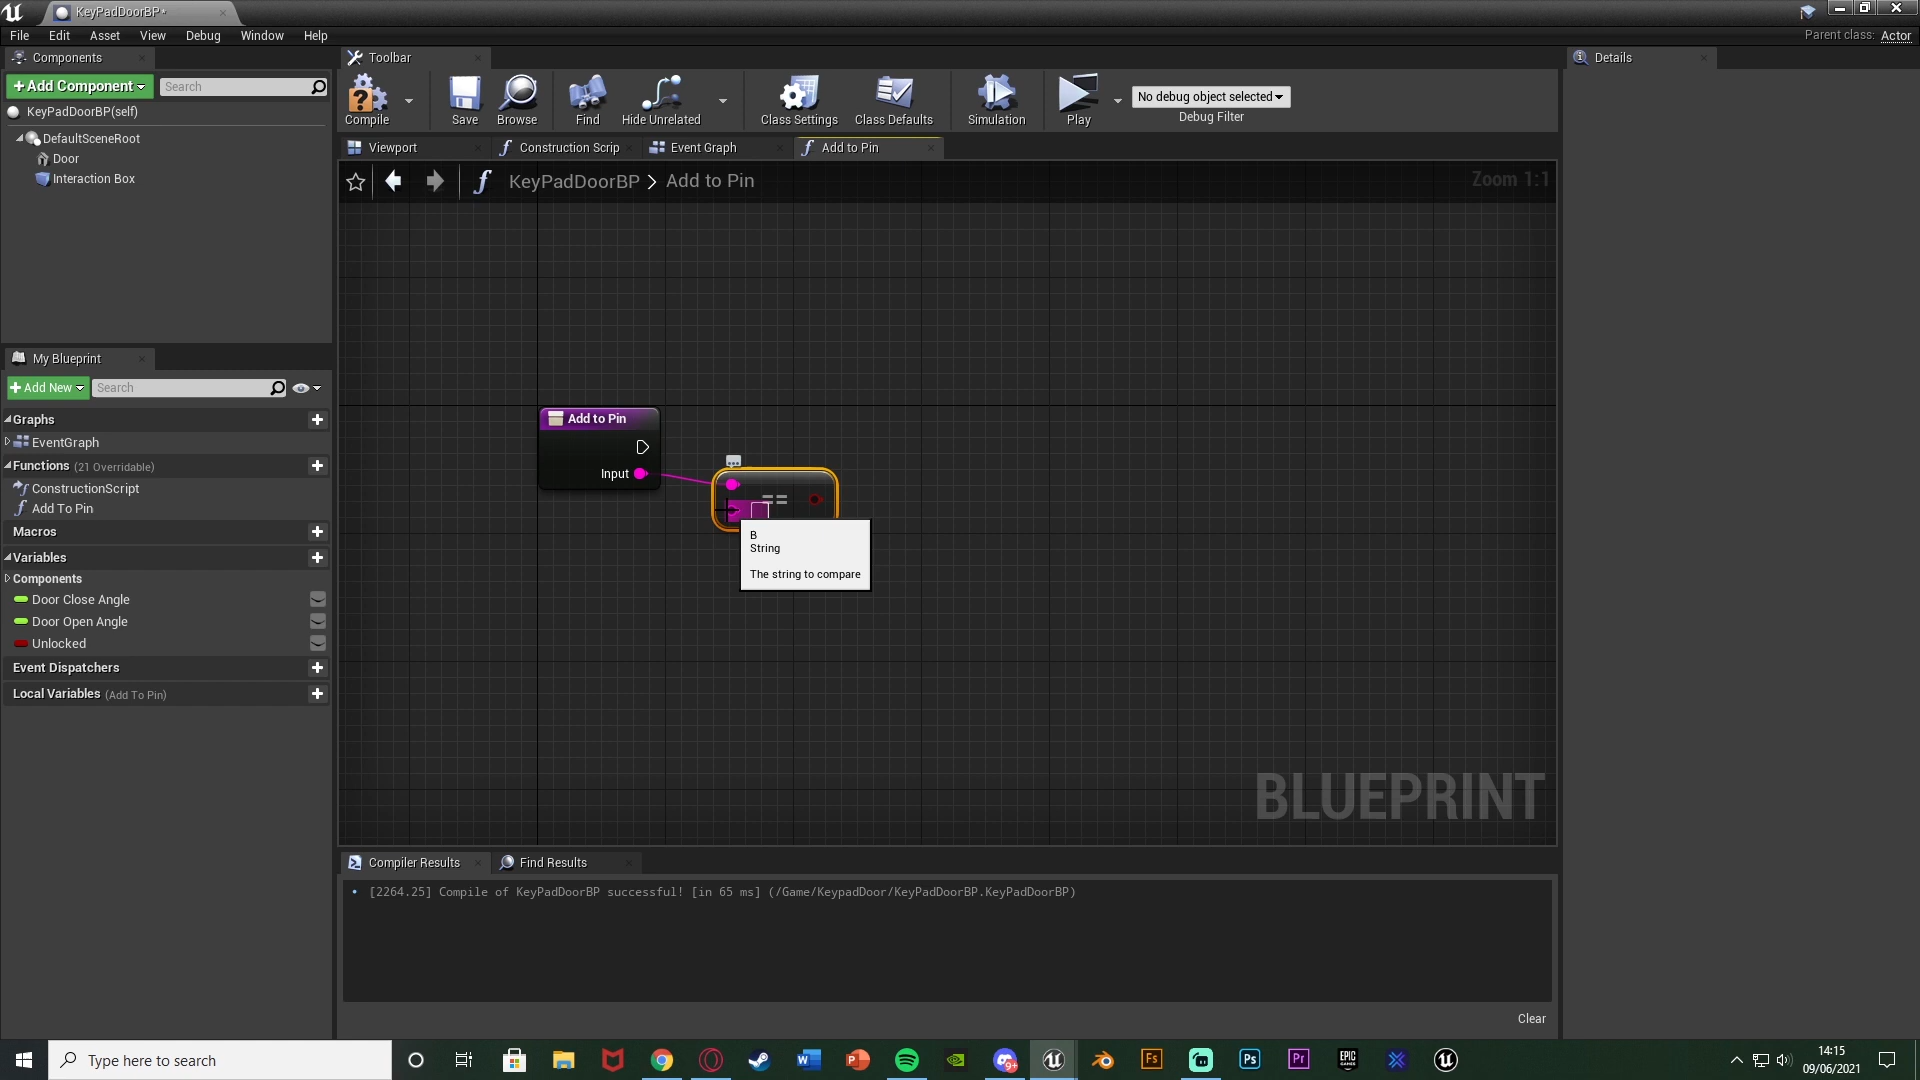 KeyPadDoorBP*
File Edit Asset View Debug Window Help
Parent class: Actor
Components
Toolbar
Details
+ Add Component
Search
KeyPadDoorBP(self)
DefaultSceneRoot
Door
Interaction Box
Compile
Save
Browse
Find
Hide Unrelated
Class Settings
Class Defaults
Simulation
Play
No debug object selected
Debug Filter
Viewport
Construction Scrip
Event Graph
Add to Pin
KeyPadDoorBP > Add to Pin
Zoom 1:1
My Blueprint
+ Add New
Search
Graphs
EventGraph
Functions (21 Overridable)
ConstructionScript
Add To Pin
Macros
Variables
Components
Door Close Angle
Door Open Angle
Unlocked
Event Dispatchers
Local Variables (Add To Pin)
Add to Pin
Input
==
B
String
The string to compare
BLUEPRINT
Compiler Results
Find Results
[2264.25] Compile of KeyPadDoorBP successful! [in 65 ms] (/Game/KeypadDoor/KeyPadDoorBP.KeyPadDoorBP)
Clear
Type here to search
14:15
09/06/2021